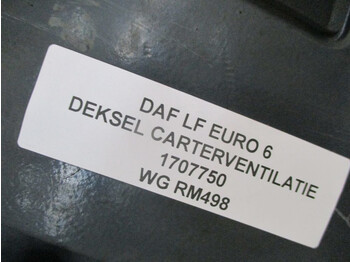 DAF LF EURO 6
DEKSEL CARTERVENTILATIE
1707750
WG RM498